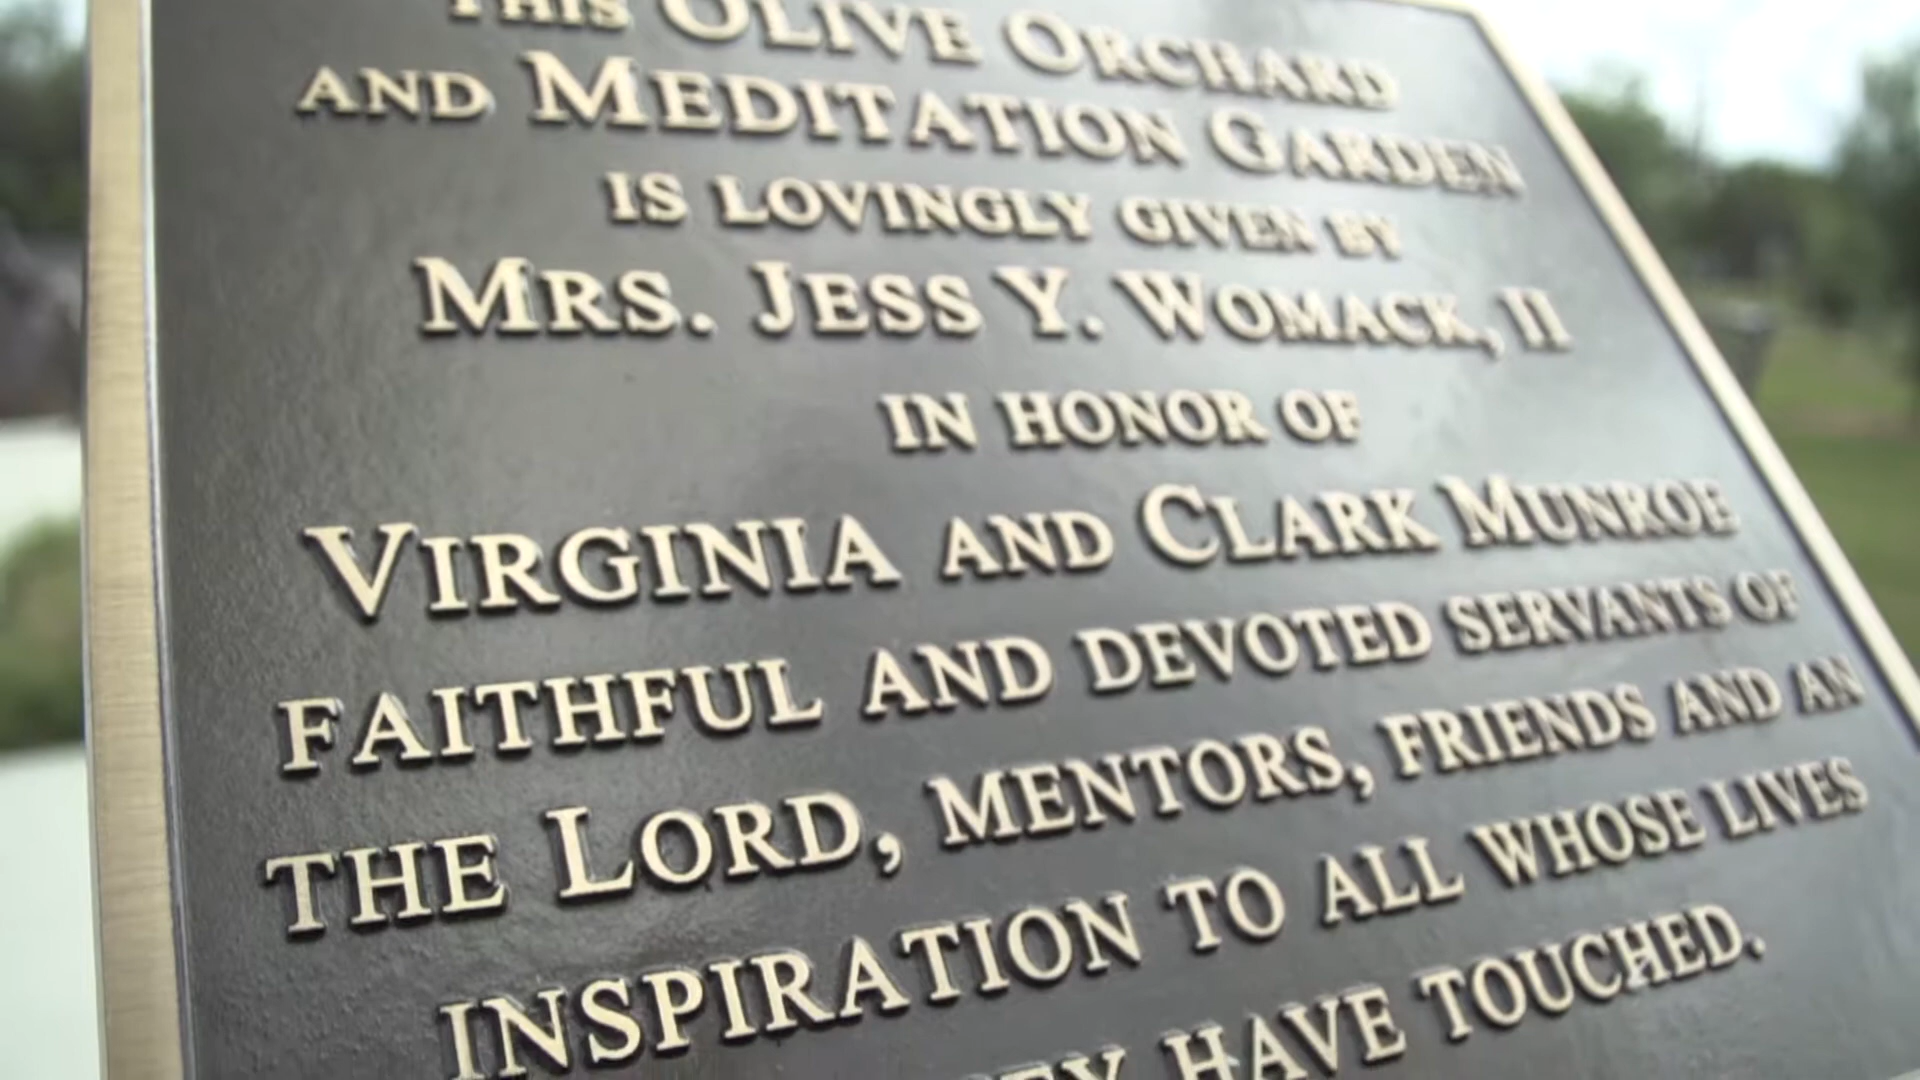 THIS OLIVE ORCHARD
AND MEDITATION GARDEN
IS LOVINGLY GIVEN BY
MRS. JESS Y. WOMACK, II
IN HONOR OF
VIRGINIA AND CLARK MUNROE
FAITHFUL AND DEVOTED SERVANTS OF
THE LORD, MENTORS, FRIENDS AND AN
INSPIRATION TO ALL WHOSE LIVES
HAVE TOUCHED.